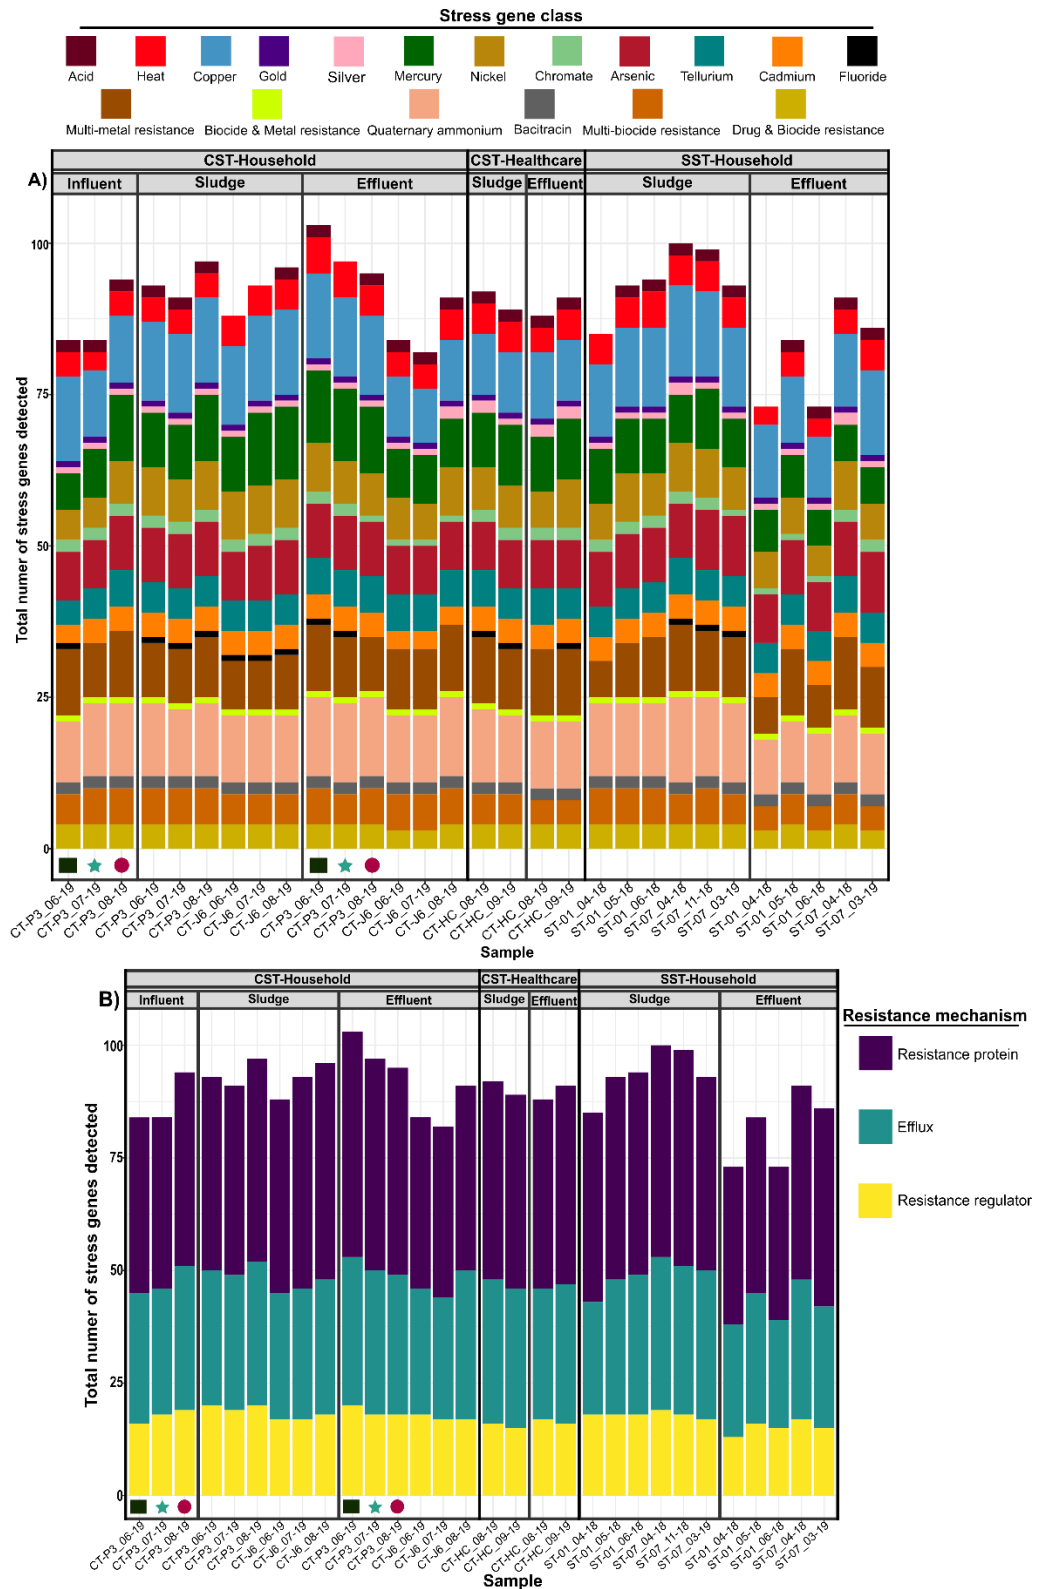 Stress gene class
Acid Heat Copper Gold Silver Mercury Nickel Chromate Arsenic Tellurium Cadmium Fluoride
Multi-metal resistance Biocide & Metal resistance Quaternary ammonium Bacitracin Multi-biocide resistance Drug & Biocide resistance
A)
CST-Household CST-Healthcare SST-Household
Influent Sludge Effluent Sludge Effluent Sludge Effluent
Total numer of stress genes detected
100
75
50
25
0
CT-P3_06-19 CT-P3_07-19 CT-P3_08-19 CT-P3_06-19 CT-P3_07-19 CT-P3_08-19 CT-J6_06-19 CT-J6_07-19 CT-J6_08-19 CT-P3_06-19 CT-P3_07-19 CT-P3_08-19 CT-J6_06-19 CT-J6_07-19 CT-J6_08-19 CT-HC_08-19 CT-HC_09-19 CT-HC_08-19 CT-HC_09-19 ST-01_04-18 ST-01_05-18 ST-01_06-18 ST-07_04-18 ST-07_11-18 ST-07_03-19 ST-01_04-18 ST-01_05-18 ST-01_06-18 ST-07_04-18 ST-07_03-19
Sample
B)
CST-Household CST-Healthcare SST-Household
Influent Sludge Effluent Sludge Effluent Sludge Effluent
Total numer of stress genes detected
100
75
50
25
0
CT-P3_06-19 CT-P3_07-19 CT-P3_08-19 CT-P3_06-19 CT-P3_07-19 CT-P3_08-19 CT-J6_06-19 CT-J6_07-19 CT-J6_08-19 CT-P3_06-19 CT-P3_07-19 CT-P3_08-19 CT-J6_06-19 CT-J6_07-18 CT-J6_08-19 CT-HC_08-19 CT-HC_09-19 CT-HC_08-19 CT-HC_09-19 ST-01_04-18 ST-01_05-18 ST-01_06-18 ST-07_04-18 ST-07_11-18 ST-07_03-19 ST-01_04-18 ST-01_05-18 ST-01_06-18 ST-07_04-18 ST-07_03-19
Sample
Resistance mechanism
Resistance protein
Efflux
Resistance regulator